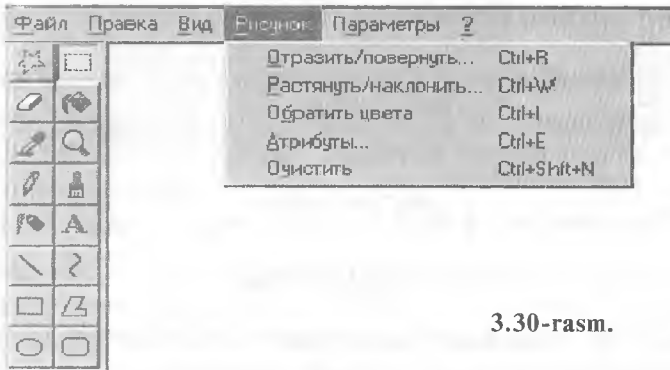 Файл Правка Вид Рисунок Параметры ?
Отразить/повернуть... Ctrl+R
Растянуть/наклонить... Ctrl+W
Обратить цвета Ctrl+I
Атрибуты... Ctrl+E
Очистить Ctrl+Shft+N
A
3.30-rasm.